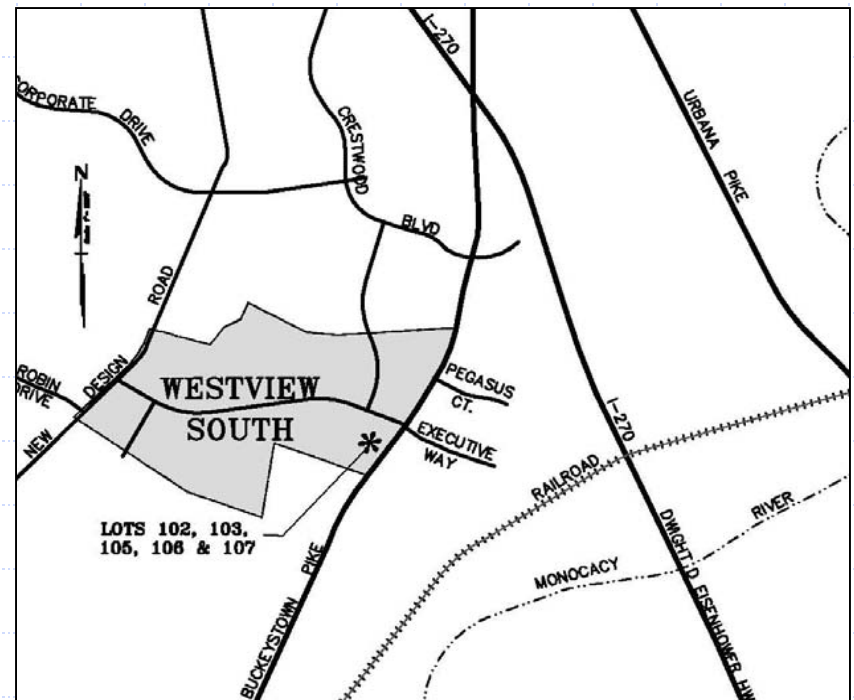 I-270
CORPORATE DRIVE
CRESTWOOD
BLVD
URBANA PIKE
N
NEW DESIGN ROAD
ROBIN
DRIVE
WESTVIEW
SOUTH
PEGASUS
CT.
EXECUTIVE
WAY
I-270
RAILROAD
LOTS 102, 103,
105, 106 & 107
BUCKEYSTOWN PIKE
MONOCACY RIVER
DWIGHT D EISENHOWER HW